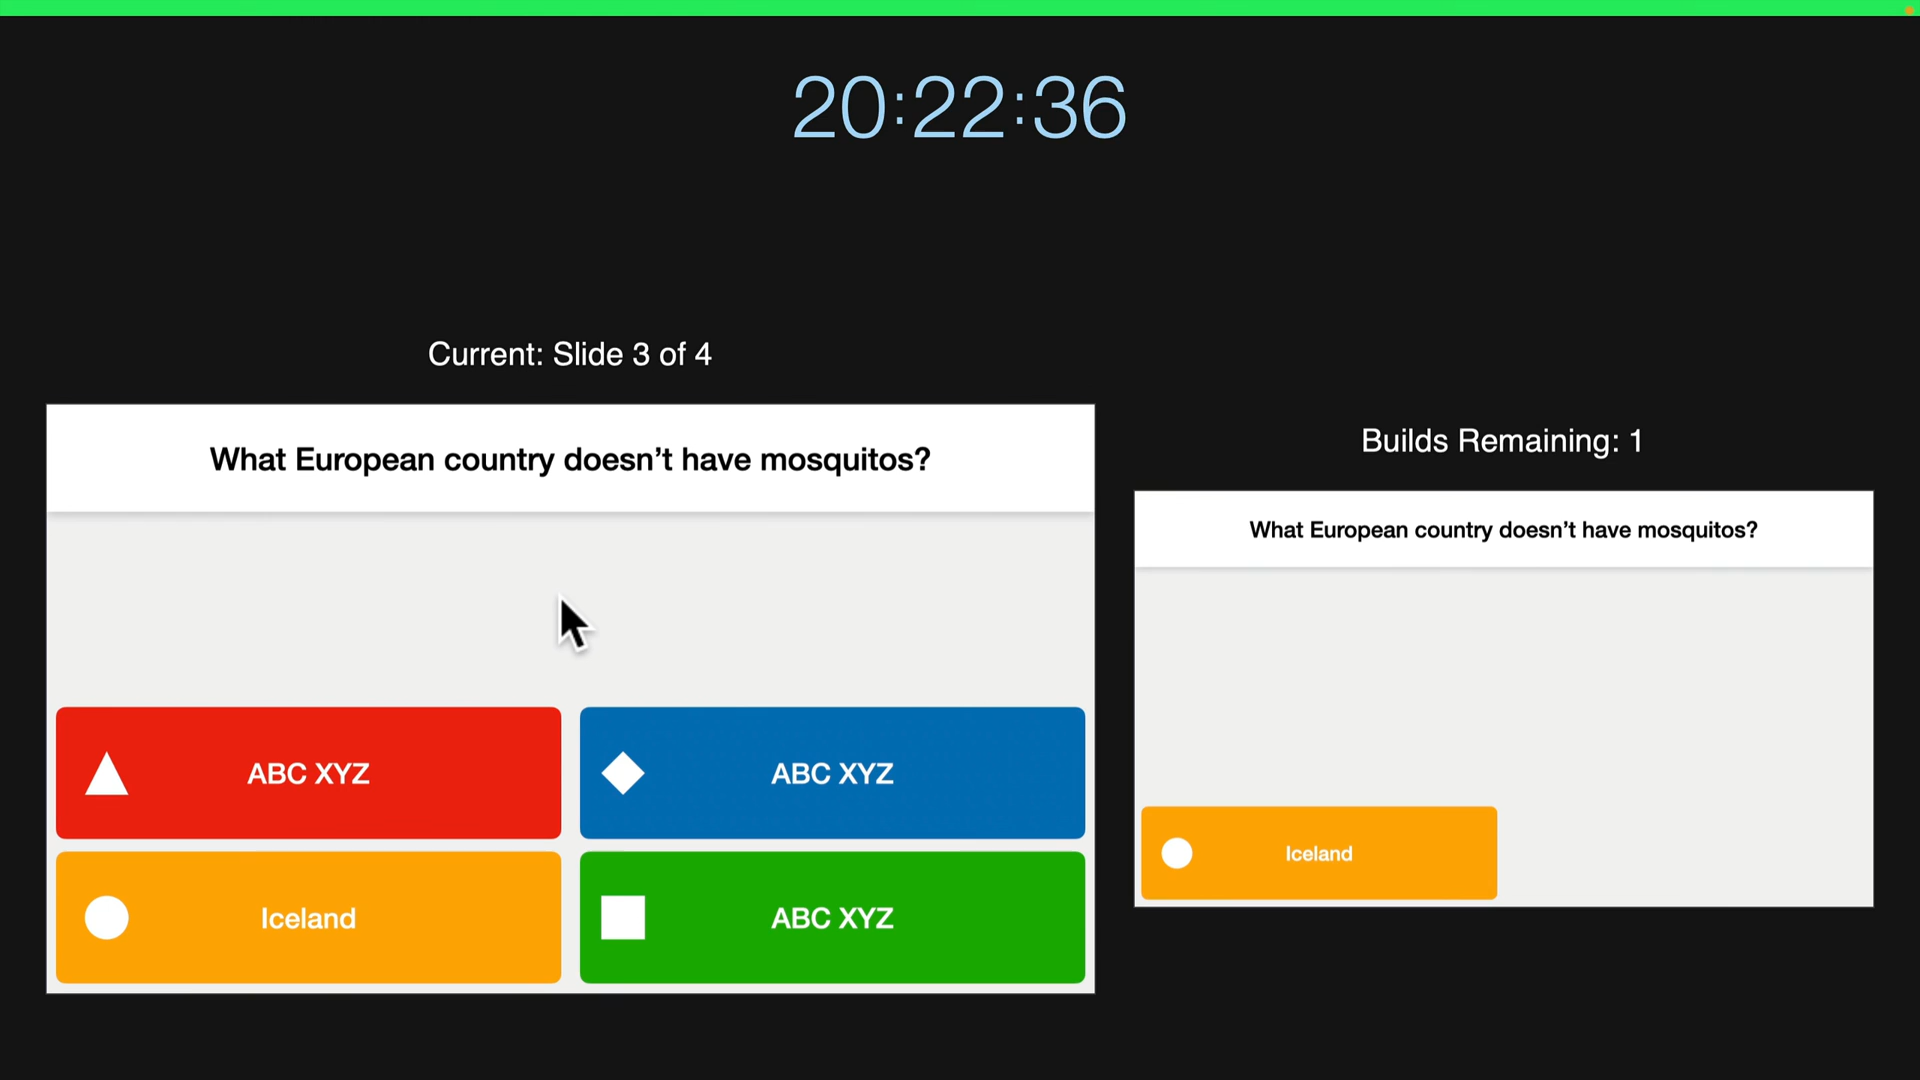 20:22:36
Current: Slide 3 of 4
What European country doesn’t have mosquitos?
ABC XYZ
ABC XYZ
Iceland
ABC XYZ
Builds Remaining: 1
What European country doesn’t have mosquitos?
Iceland